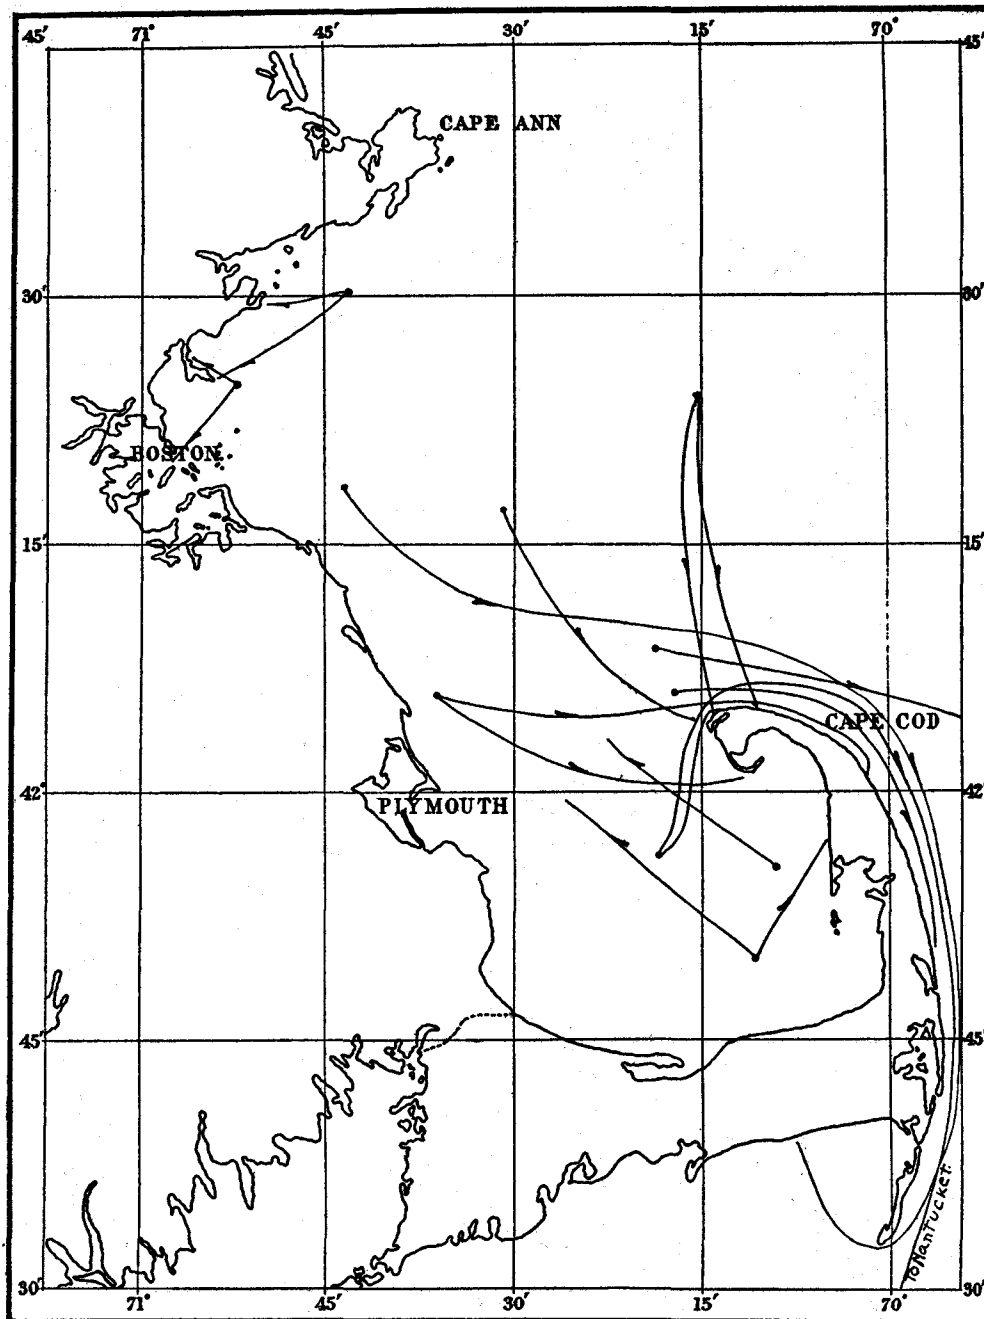 71° 45' 30' 15' 70°
45' 45'
CAPE ANN
30' 30'
BOSTON
15' 15'
CAPE COD
42° 42°
PLYMOUTH
45' 45'
To Nantucket.
30' 30'
71° 45' 30' 15' 70°